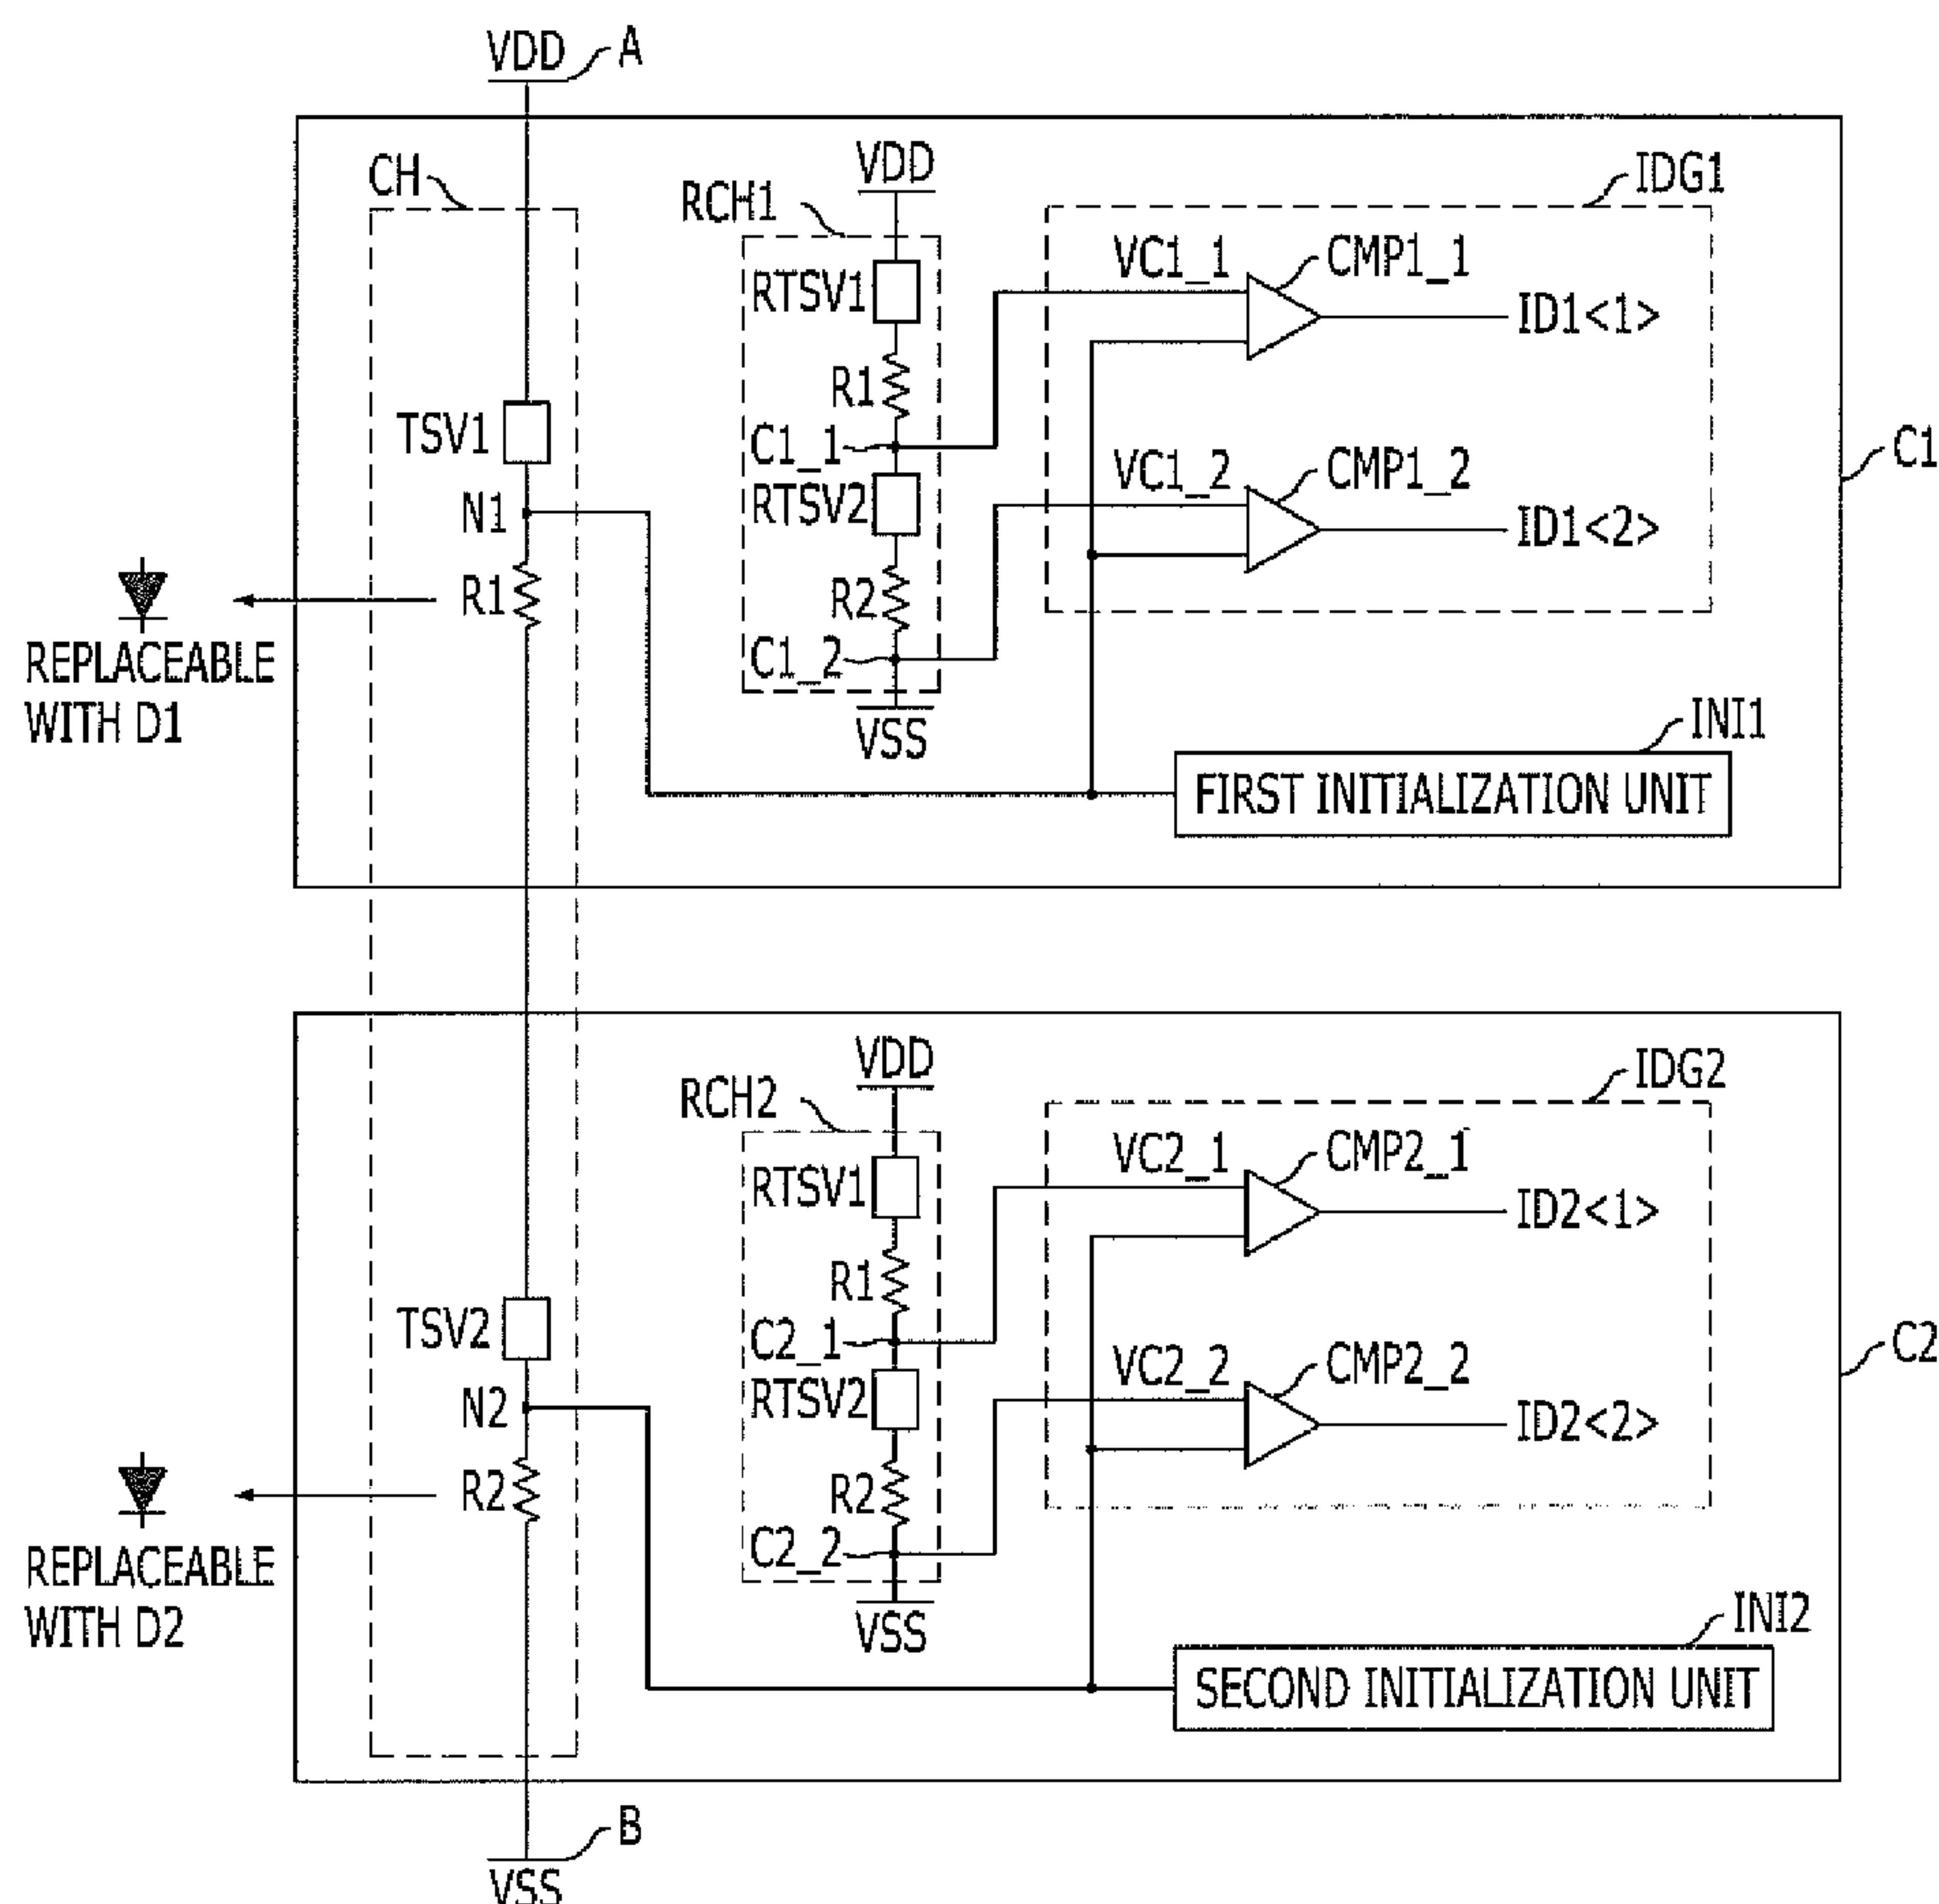 VDD
A
CH
VDD
RCH1
IDG1
RTSV1
VC1_1
CMP1_1
ID1<1>
R1
TSV1
C1_1
VC1_2
CMP1_2
C1
N1
RTSV2
ID1<2>
R1
R2
REPLACEABLE
WITH D1
C1_2
VSS
INI1
FIRST INITIALIZATION UNIT
VDD
RCH2
IDG2
RTSV1
VC2_1
CMP2_1
ID2<1>
R1
TSV2
C2_1
VC2_2
CMP2_2
C2
N2
RTSV2
ID2<2>
R2
R2
REPLACEABLE
WITH D2
C2_2
VSS
INI2
SECOND INITIALIZATION UNIT
B
VSS